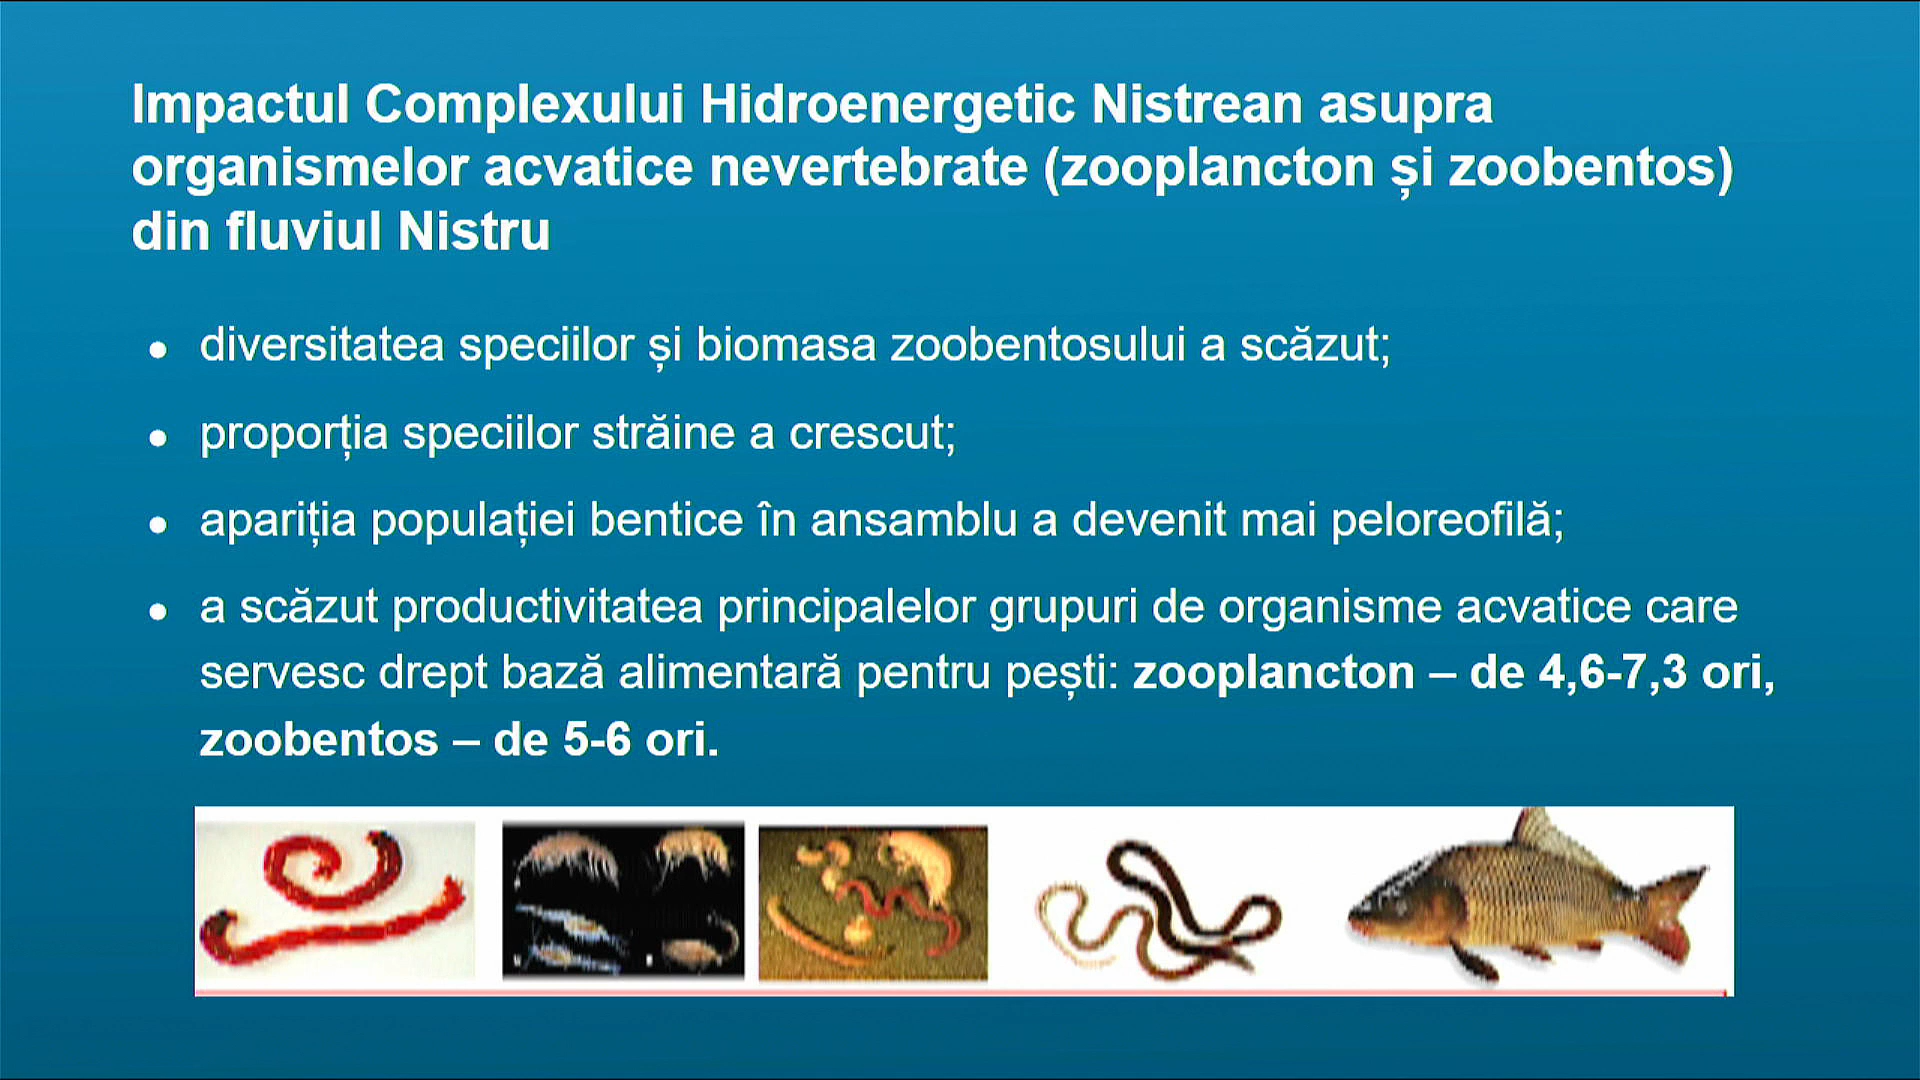 Impactul Complexului Hidroenergetic Nistrean asupra
organismelor acvatice nevertebrate (zooplancton și zoobentos)
din fluviul Nistru
• diversitatea speciilor și biomasa zoobentosului a scăzut;
• proporția speciilor străine a crescut;
• apariția populației bentice în ansamblu a devenit mai peloreofilă;
• a scăzut productivitatea principalelor grupuri de organisme acvatice care
servesc drept bază alimentară pentru pești: zooplancton – de 4,6-7,3 ori,
zoobentos – de 5-6 ori.